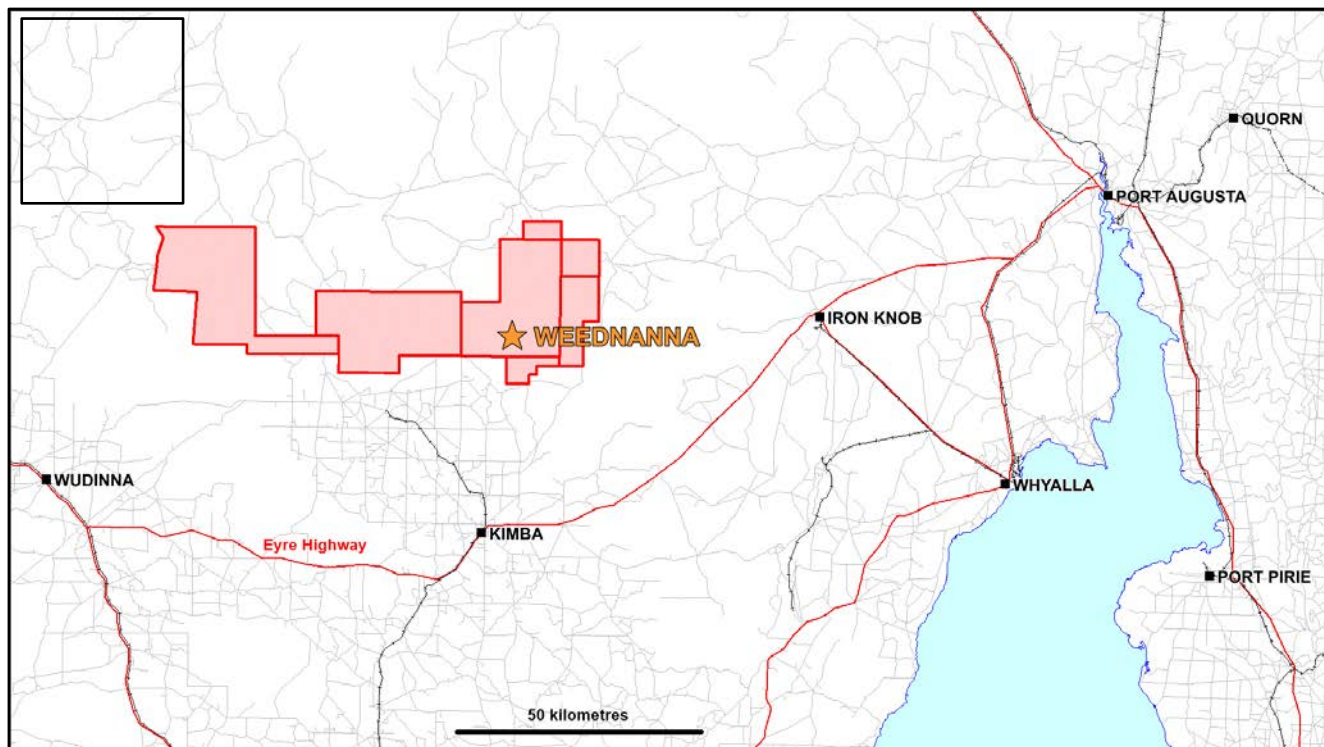 QUORN
PORT AUGUSTA
IRON KNOB
WEEDNANNA
WUDINNA
WHYALLA
KIMBA
Eyre Highway
PORT PIRIE
50 kilometres